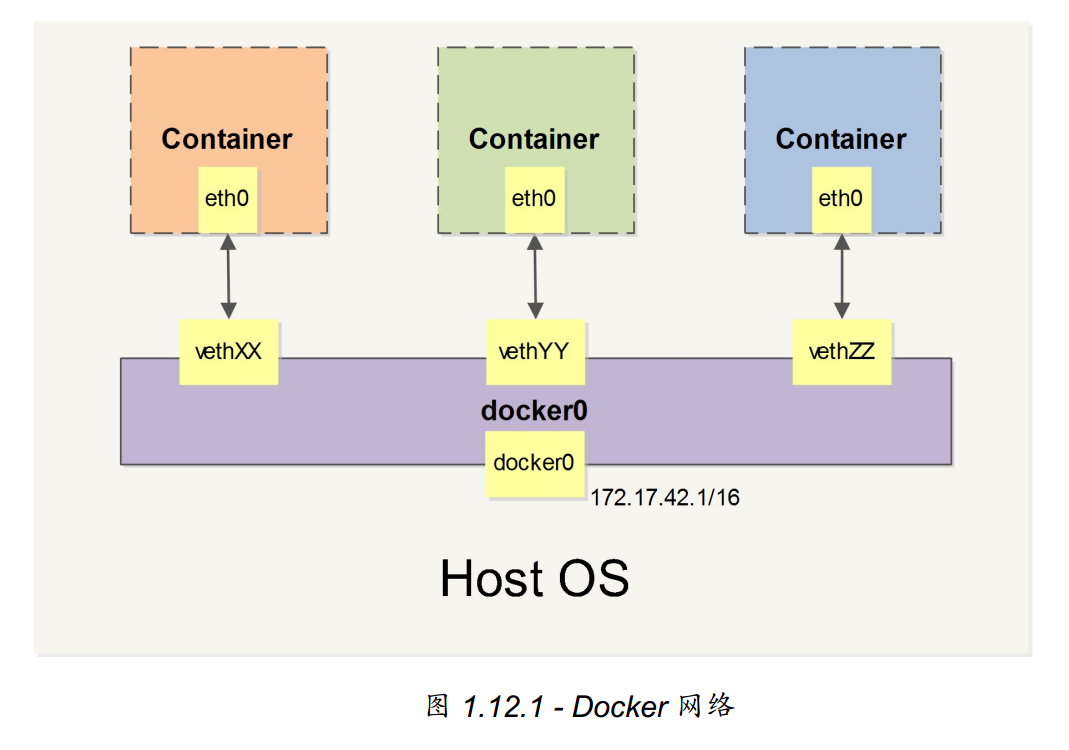 Container
Container
Container
eth0
eth0
eth0
vethXX
vethYY
vethZZ
docker0
docker0
172.17.42.1/16
Host OS
图 1.12.1 - Docker 网络